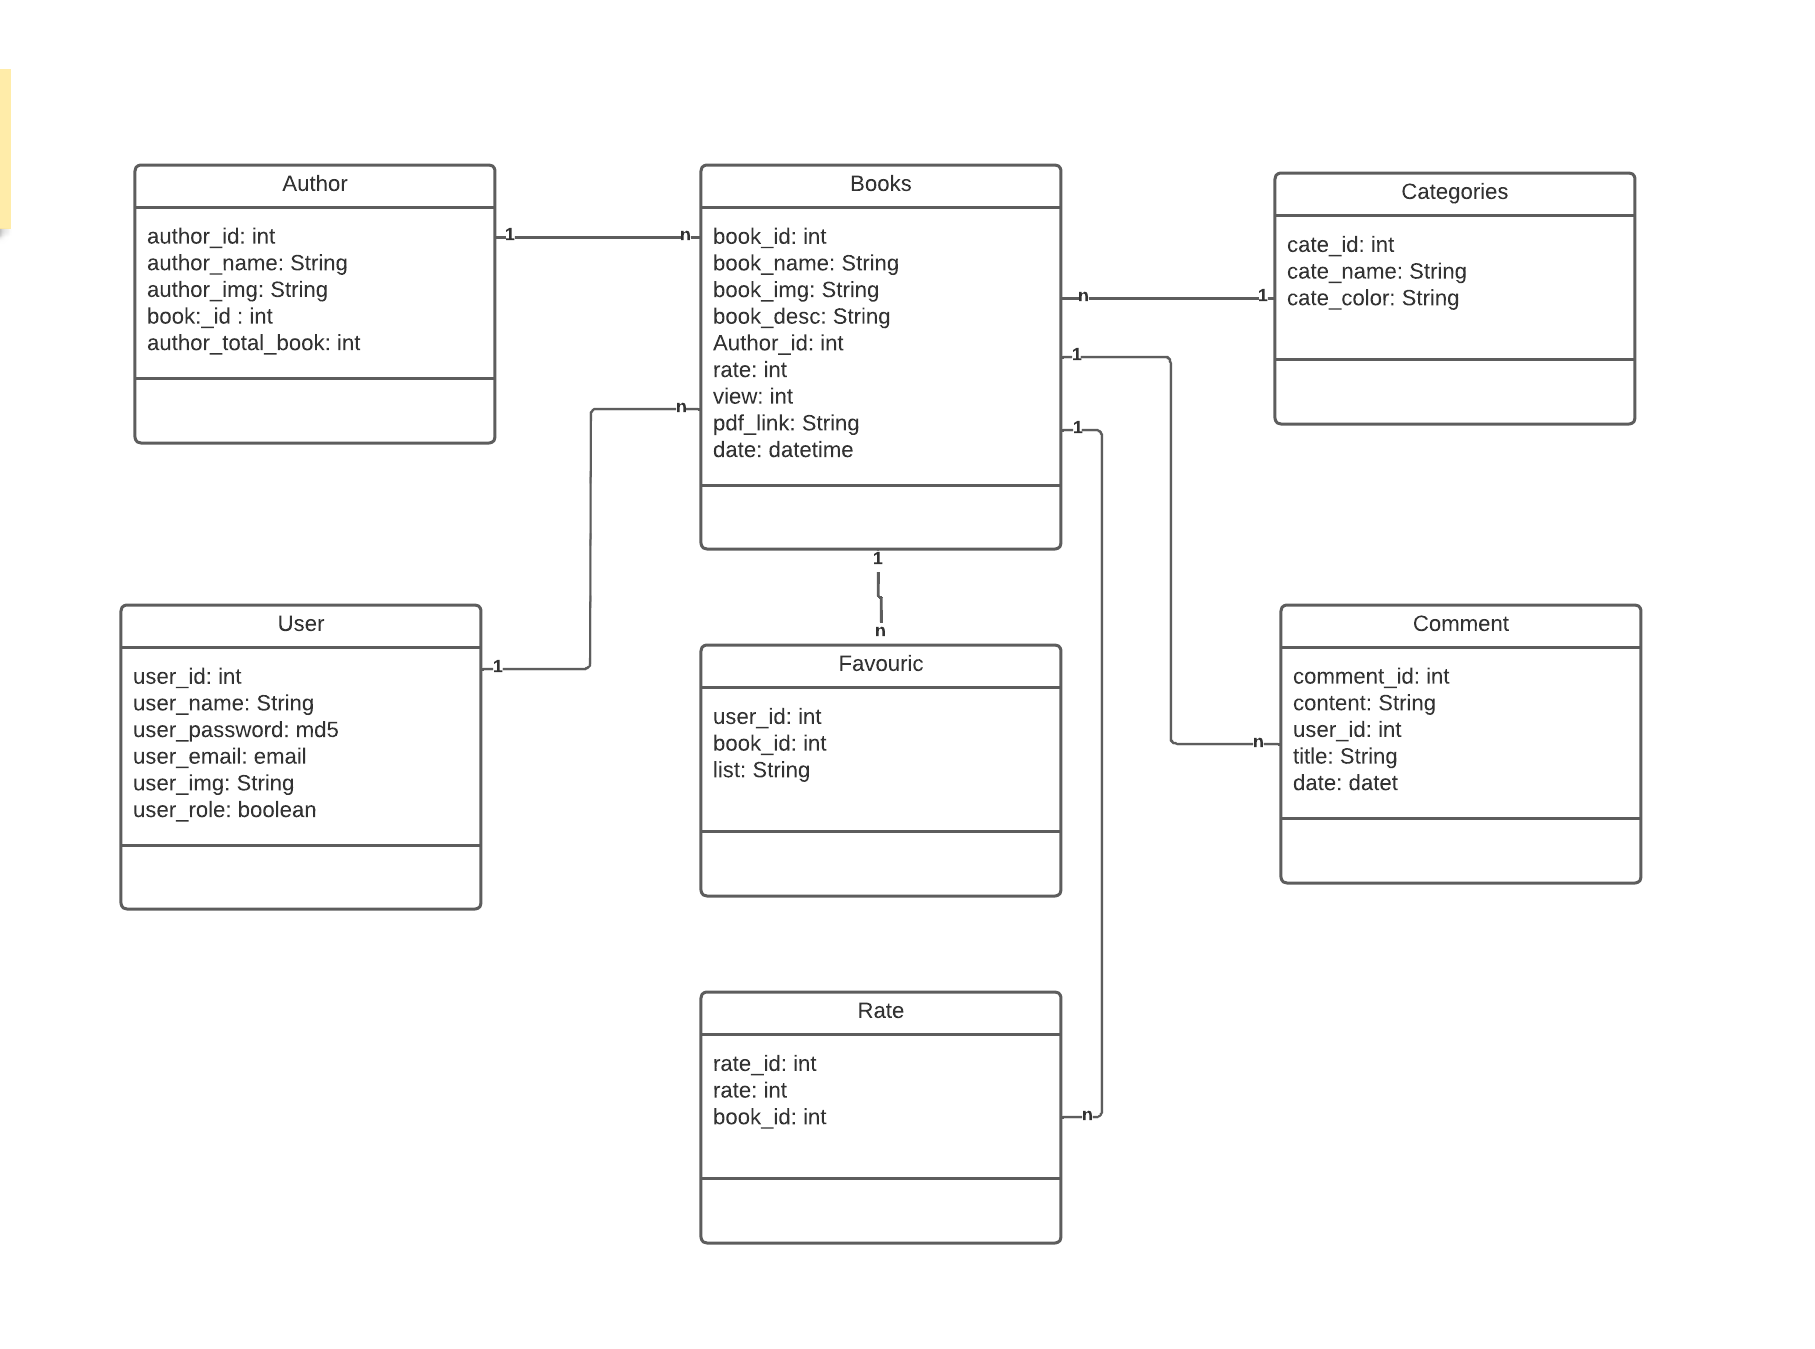 Author
author_id: int
author_name: String
author_img: String
book:_id : int
author_total_book: int
1
n
Books
book_id: int
book_name: String
book_img: String
book_desc: String
Author_id: int
rate: int
view: int
pdf_link: String
date: datetime
n
1
Categories
cate_id: int
cate_name: String
cate_color: String
1
1
n
1
n
User
user_id: int
user_name: String
user_password: md5
user_email: email
user_img: String
user_role: boolean
1
Favouric
user_id: int
book_id: int
list: String
Comment
comment_id: int
content: String
user_id: int
title: String
date: datet
n
Rate
rate_id: int
rate: int
book_id: int
n